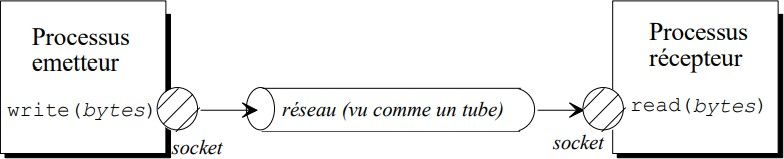 Processus
emetteur
write(bytes)
socket
réseau (vu comme un tube)
Processus
récepteur
read(bytes)
socket